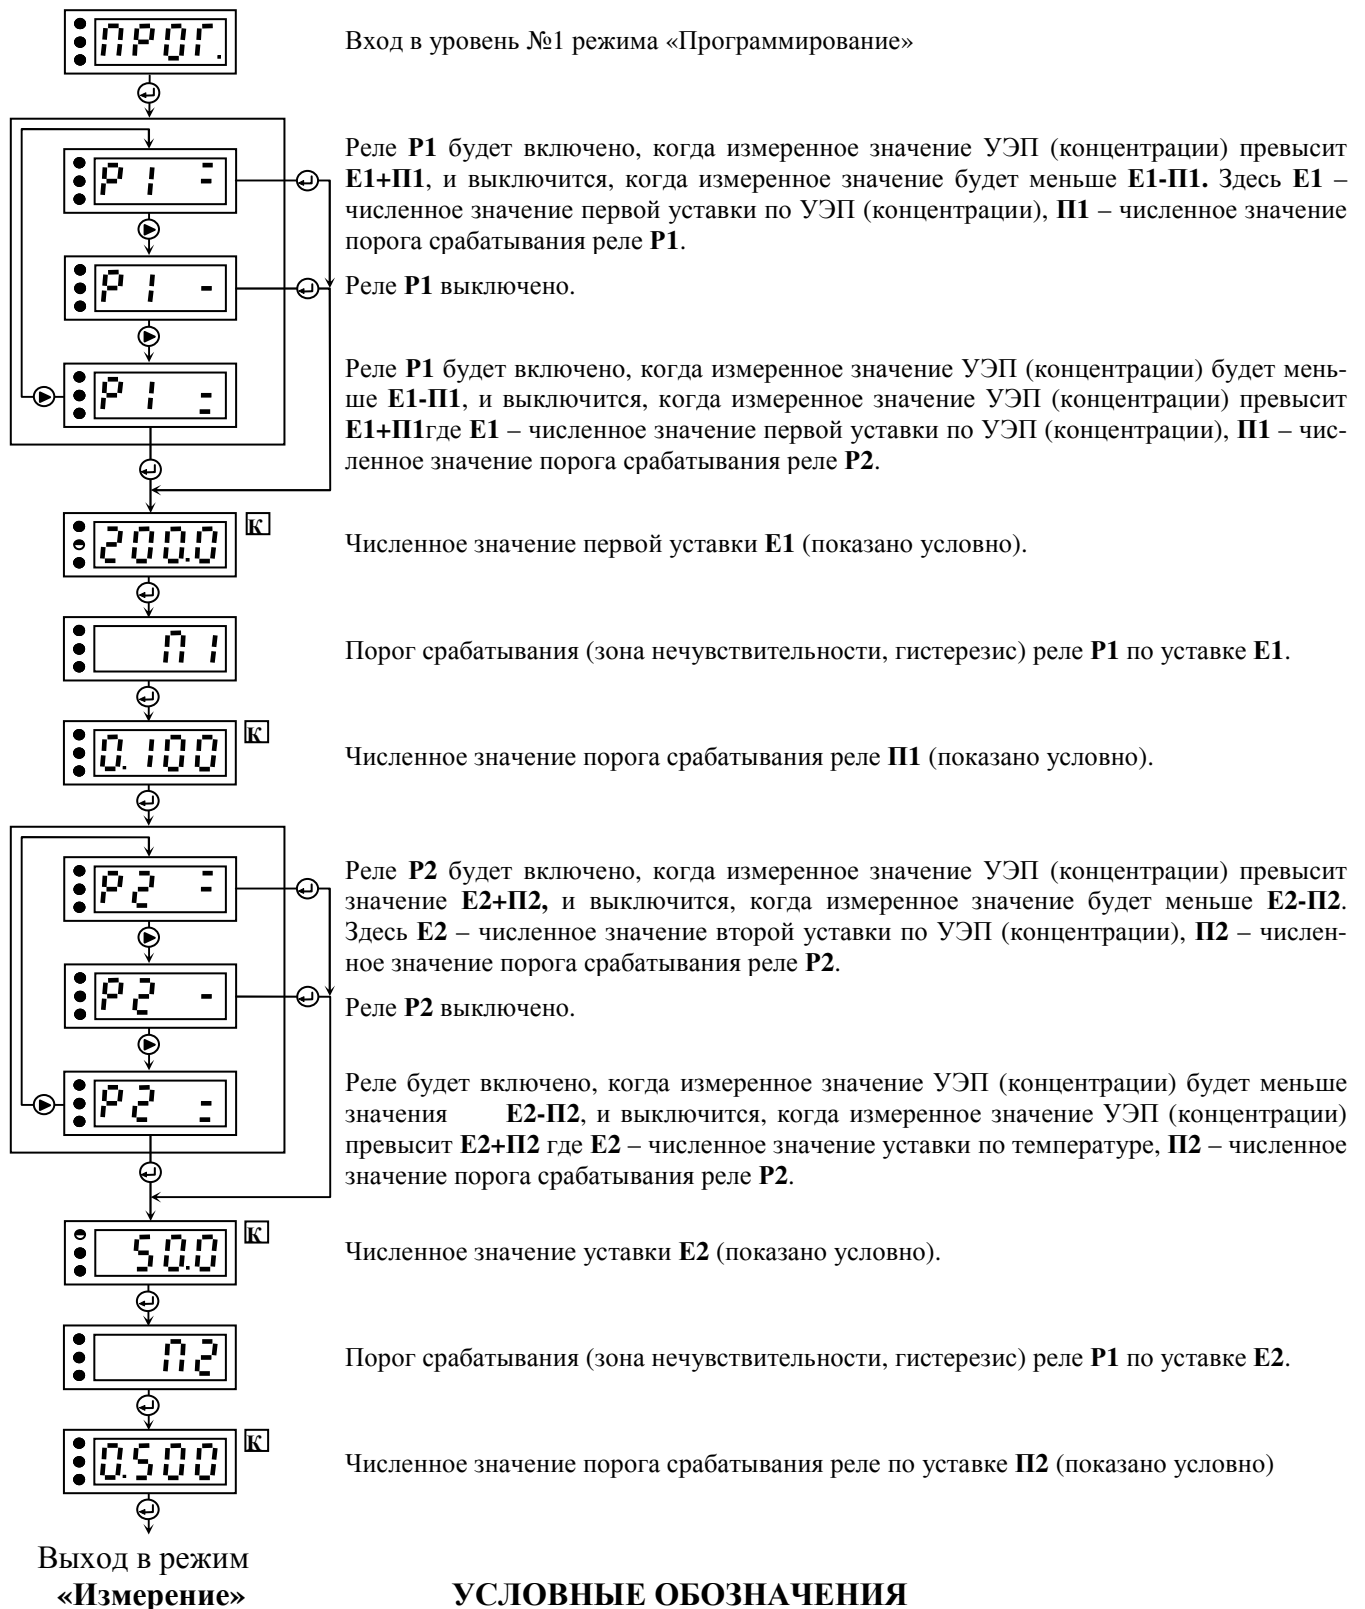 ПРОГ.
Вход в уровень №1 режима «Программирование»
Реле P1 будет включено, когда измеренное значение УЭП (концентрации) превысит
E1+П1, и выключится, когда измеренное значение будет меньше E1-П1. Здесь E1 –
численное значение первой уставки по УЭП (концентрации), П1 – численное значение
порога срабатывания реле P1.
P1 =
Реле P1 выключено.
P1 -
Реле P1 будет включено, когда измеренное значение УЭП (концентрации) будет мень-
ше E1-П1, и выключится, когда измеренное значение УЭП (концентрации) превысит
E1+П1где E1 – численное значение первой уставки по УЭП (концентрации), П1 – чис-
ленное значение порога срабатывания реле P2.
P1 =
200.0 К
Численное значение первой уставки E1 (показано условно).
П1
Порог срабатывания (зона нечувствительности, гистерезис) реле P1 по уставке E1.
0.100 К
Численное значение порога срабатывания реле П1 (показано условно).
P2 =
Реле P2 будет включено, когда измеренное значение УЭП (концентрации) превысит
значение E2+П2, и выключится, когда измеренное значение будет меньше E2-П2.
Здесь E2 – численное значение второй уставки по УЭП (концентрации), П2 – числен-
ное значение порога срабатывания реле P2.
P2 -
Реле P2 выключено.
P2 =
Реле будет включено, когда измеренное значение УЭП (концентрации) будет меньше
значения E2-П2, и выключится, когда измеренное значение УЭП (концентрации)
превысит E2+П2 где E2 – численное значение уставки по температуре, П2 – численное
значение порога срабатывания реле P2.
50.0 К
Численное значение уставки E2 (показано условно).
П2
Порог срабатывания (зона нечувствительности, гистерезис) реле P1 по уставке E2.
0.500 К
Численное значение порога срабатывания реле по уставке П2 (показано условно)
Выход в режим
«Измерение»
УСЛОВНЫЕ ОБОЗНАЧЕНИЯ